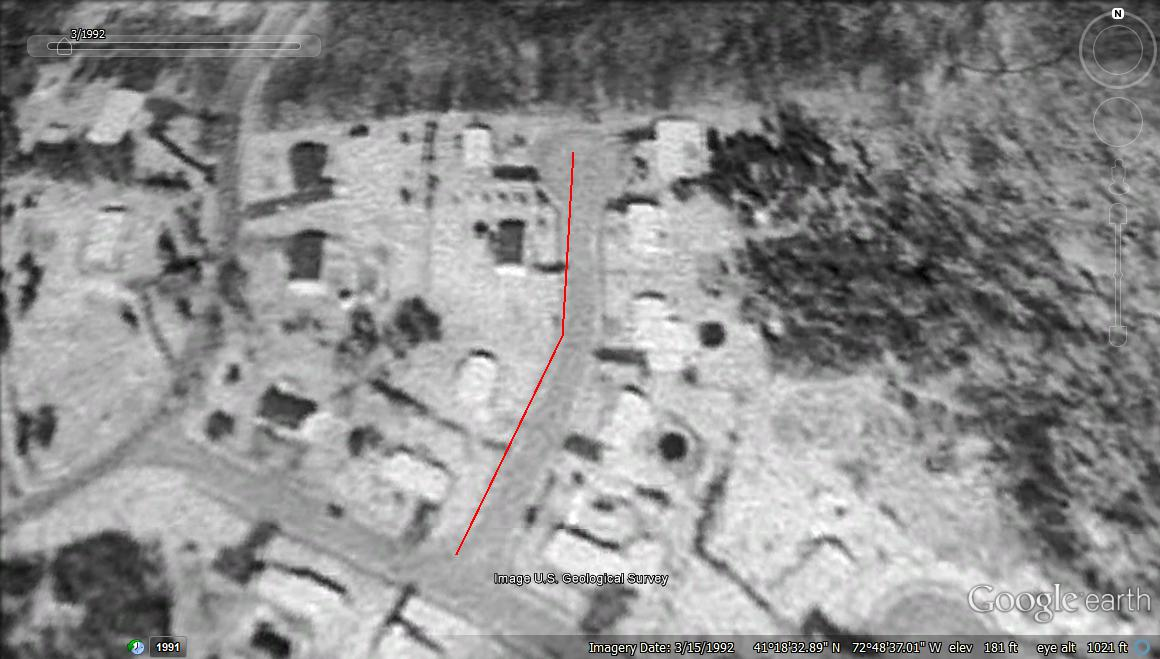 3/1992
N
Image U.S. Geological Survey
Google earth
1991
Imagery Date: 3/15/1992 41°18'32.89" N 72°48'37.01" W elev 181 ft eye alt 1021 ft